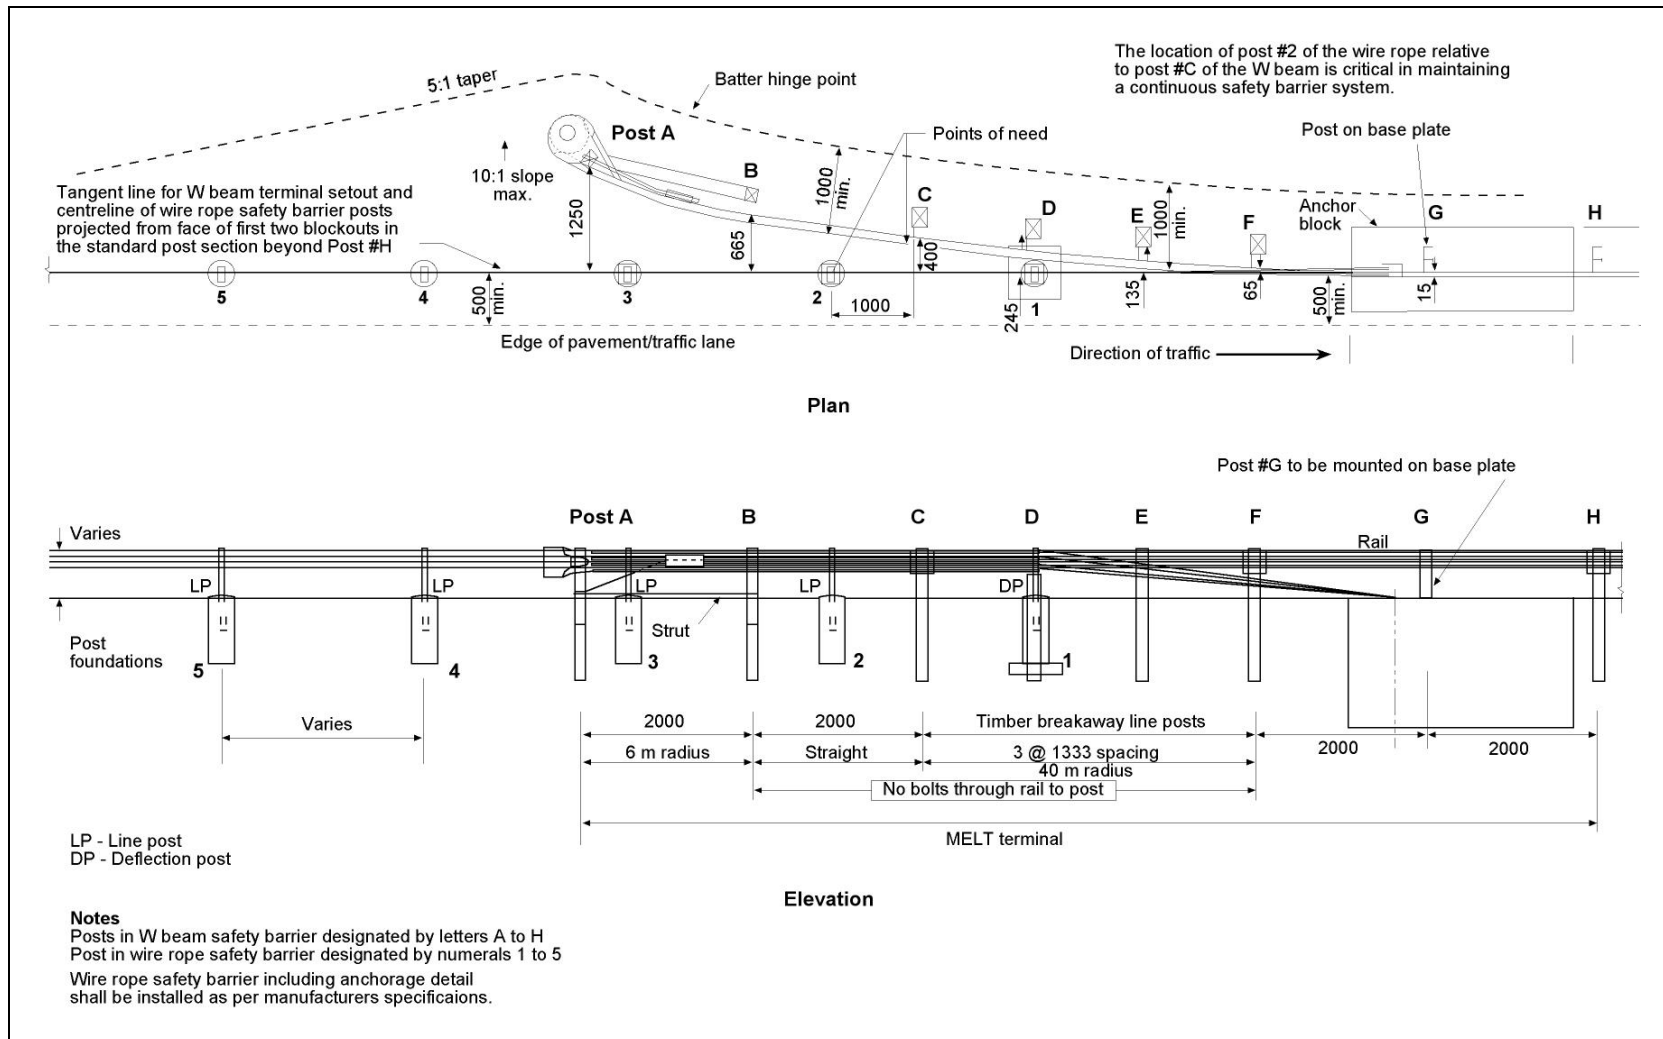 The location of post #2 of the wire rope relative
to post #C of the W beam is critical in maintaining
a continuous safety barrier system.
5:1 taper
Batter hinge point
Post A
Points of need
Post on base plate
10:1 slope
max.
B
1000
min.
C
D
E
1000
min.
F
Anchor
block
G
H
Tangent line for W beam terminal setout and
centreline of wire rope safety barrier posts
projected from face of first two blockouts in
the standard post section beyond Post #H
1250
665
400
5
4
500
min.
3
2
1000
245
1
135
65
500
min.
15
Edge of pavement/traffic lane
Direction of traffic
Plan
Post #G to be mounted on base plate
Post A
B
C
D
E
F
G
H
Varies
Rail
LP
LP
LP
LP
DP
Post
foundations
Strut
5
4
3
2
1
Varies
2000
2000
Timber breakaway line posts
2000
2000
6 m radius
Straight
3 @ 1333 spacing
40 m radius
No bolts through rail to post
MELT terminal
LP - Line post
DP - Deflection post
Elevation
Notes
Posts in W beam safety barrier designated by letters A to H
Post in wire rope safety barrier designated by numerals 1 to 5
Wire rope safety barrier including anchorage detail
shall be installed as per manufacturers specificaions.